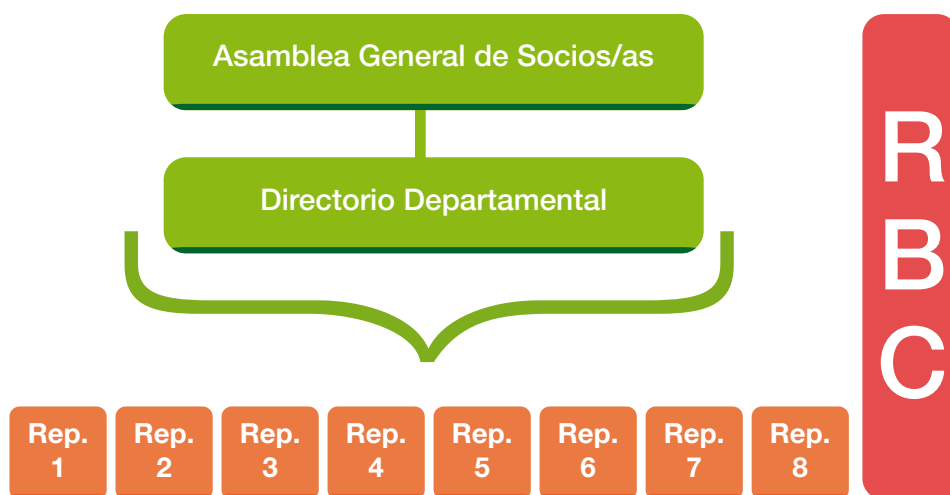 Asamblea General de Socios/as
Directorio Departamental
Rep.
1
Rep.
2
Rep.
3
Rep.
4
Rep.
5
Rep.
6
Rep.
7
Rep.
8
R
B
C